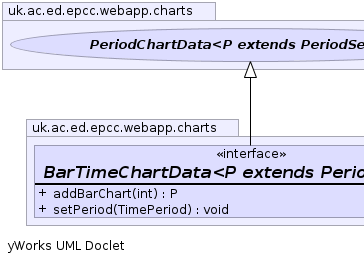 uk.ac.ed.epcc.webapp.charts
PeriodChartData<P extends PeriodSe
uk.ac.ed.epcc.webapp.charts
«interface»
BarTimeChartData<P extends Perio
+ addBarChart(int) : P
+ setPeriod(TimePeriod) : void
yWorks UML Doclet